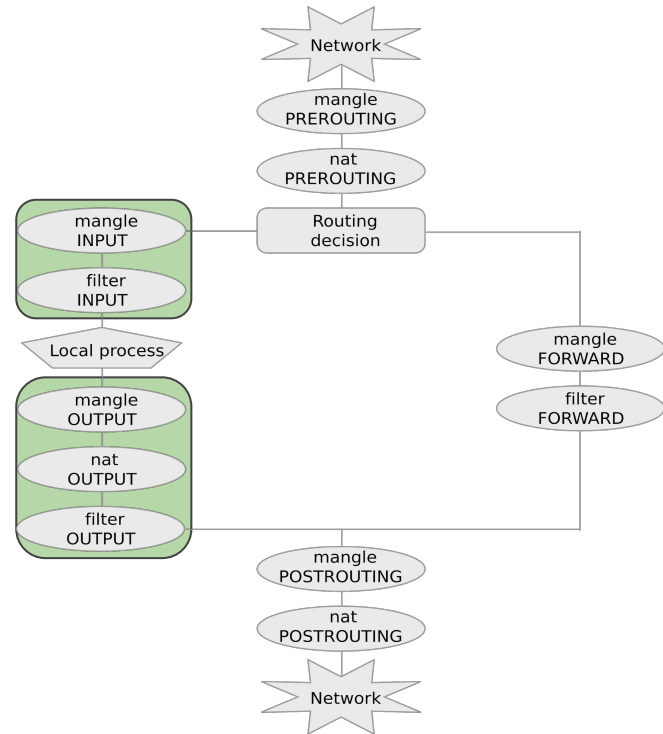 Network
mangle
PREROUTING
nat
PREROUTING
Routing
decision
mangle
INPUT
filter
INPUT
Local process
mangle
OUTPUT
nat
OUTPUT
filter
OUTPUT
mangle
FORWARD
filter
FORWARD
mangle
POSTROUTING
nat
POSTROUTING
Network